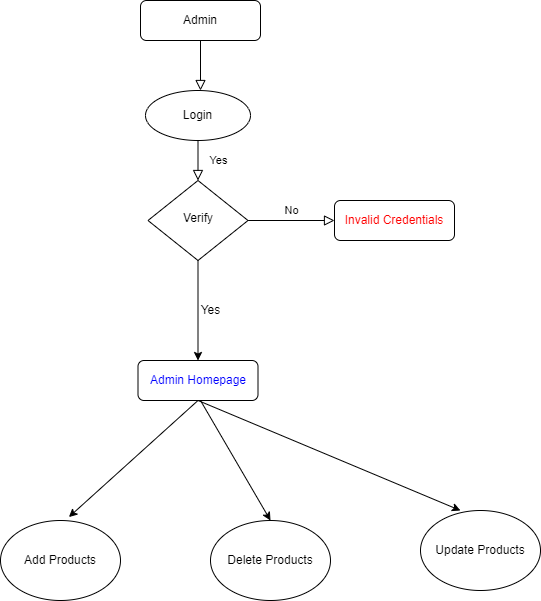 Admin
Login
Yes
Verify
No
Invalid Credentials
Yes
Admin Homepage
Add Products
Delete Products
Update Products